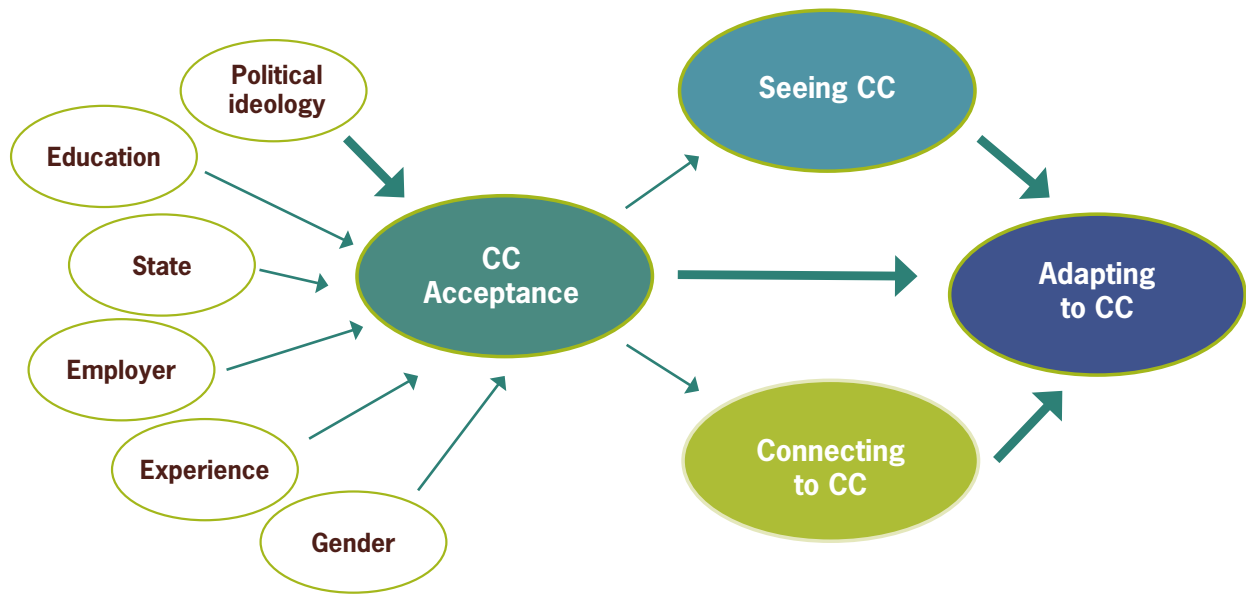 Political
ideology
Education
State
Employer
Experience
Gender
CC
Acceptance
Seeing CC
Connecting
to CC
Adapting
to CC